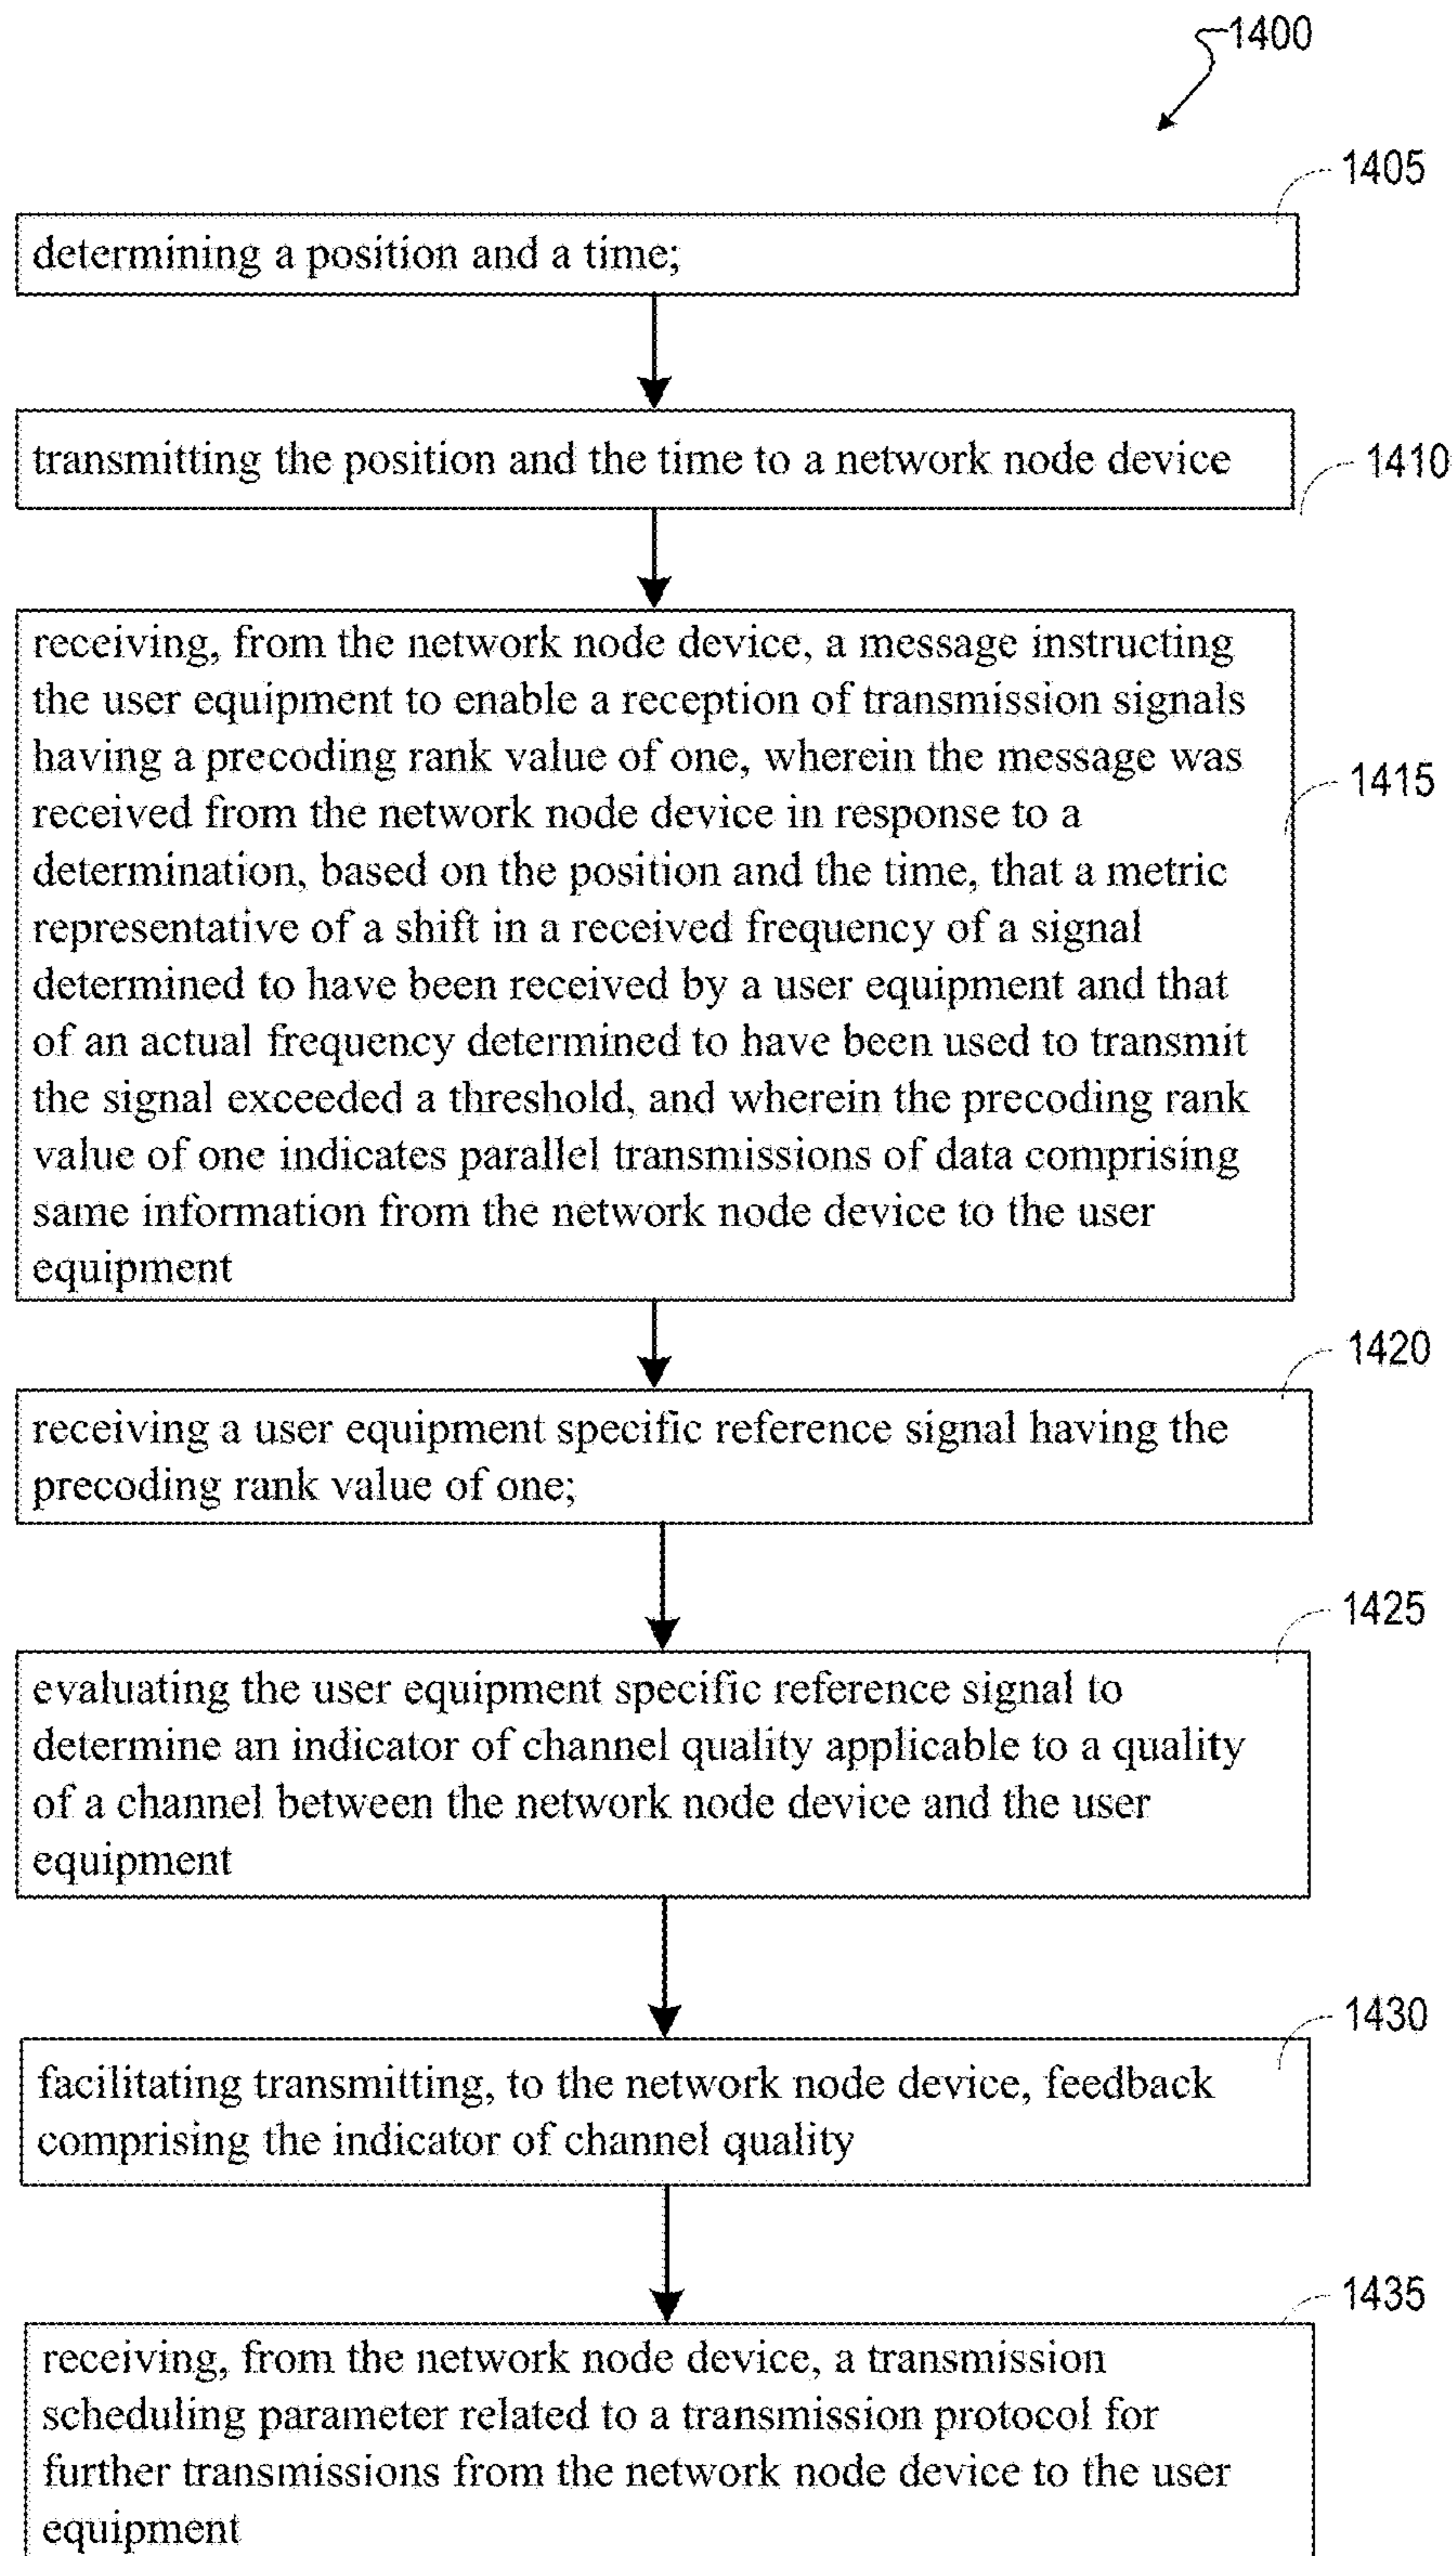 1400
1405
determining a position and a time;
transmitting the position and the time to a network node device
1410
receiving, from the network node device, a message instructing
the user equipment to enable a reception of transmission signals
having a precoding rank value of one, wherein the message was
received from the network node device in response to a
determination, based on the position and the time, that a metric
representative of a shift in a received frequency of a signal
determined to have been received by a user equipment and that
of an actual frequency determined to have been used to transmit
the signal exceeded a threshold, and wherein the precoding rank
value of one indicates parallel transmissions of data comprising
same information from the network node device to the user
equipment
1415
1420
receiving a user equipment specific reference signal having the
precoding rank value of one;
1425
evaluating the user equipment specific reference signal to
determine an indicator of channel quality applicable to a quality
of a channel between the network node device and the user
equipment
1430
facilitating transmitting, to the network node device, feedback
comprising the indicator of channel quality
1435
receiving, from the network node device, a transmission
scheduling parameter related to a transmission protocol for
further transmissions from the network node device to the user
equipment